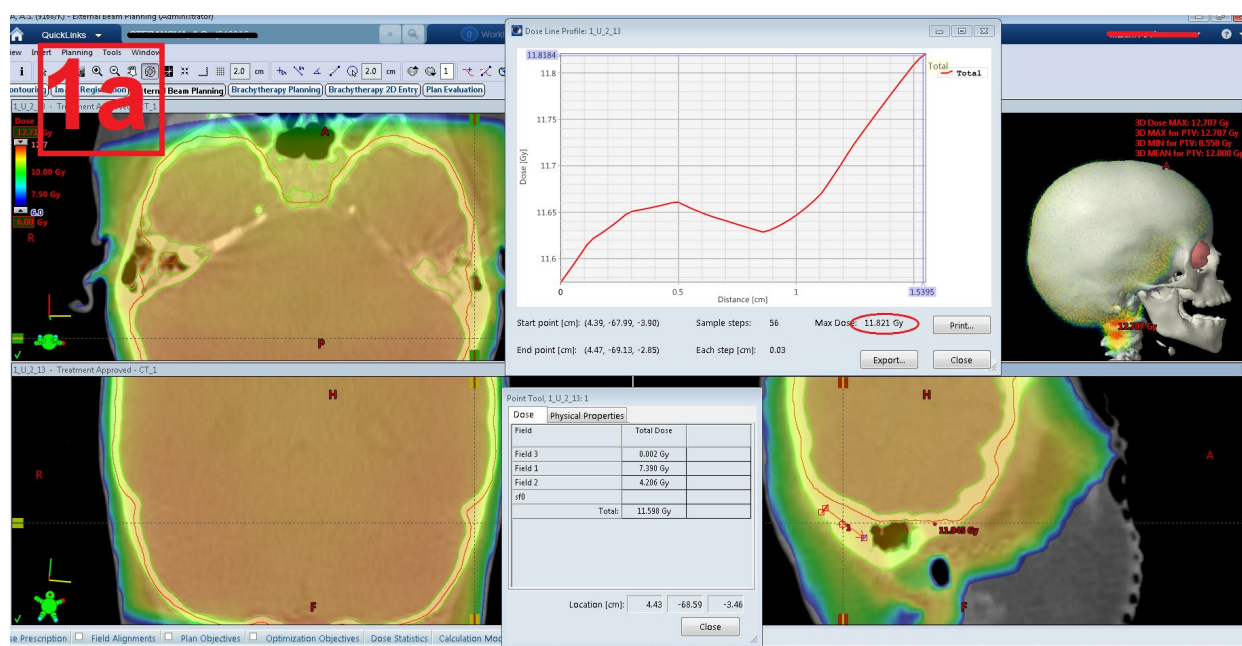 A, A.S. (9168/K) - External Beam Planning (Administrator)
QuickLinks
Insert Planning Tools Window
2.0 cm 2.0 cm 1
External Beam Planning Brachytherapy Planning Brachytherapy 2D Entry Plan Evaluation
1a
Treatment Approved - CT_1
Dose
12.71 Gy
12.7
10.00 Gy
7.50 Gy
6.0
6.00 Gy
R
A
P
Dose Line Profile: 1_U_2_13
11.8184
11.8
11.75
11.7
11.65
11.6
Dose [Gy]
0
0.5
1
1.5395
Distance [cm]
Total
Total
Start point [cm]: (4.39, -67.99, -3.90) Sample steps: 56 Max Dose: 11.821 Gy Print...
End point [cm]: (4.47, -69.13, -2.85) Each step [cm]: 0.03
Export... Close
3D Dose MAX: 12.707 Gy
3D MAX for PTV: 12.707 Gy
3D MIN for PTV: 8.550 Gy
3D MEAN for PTV: 12.000 Gy
A
12.707 Gy
1_U_2_13 - Treatment Approved - CT_1
H
R
F
Point Tool, 1_U_2_13: 1
Dose Physical Properties
Field Total Dose
Field 3 0.002 Gy
Field 1 7.390 Gy
Field 2 4.206 Gy
sf0
Total: 11.598 Gy
Location [cm]: 4.43 -68.59 -3.46
Close
H
A
1
11.845 Gy
F
Prescription Field Alignments Plan Objectives Optimization Objectives Dose Statistics Calculation